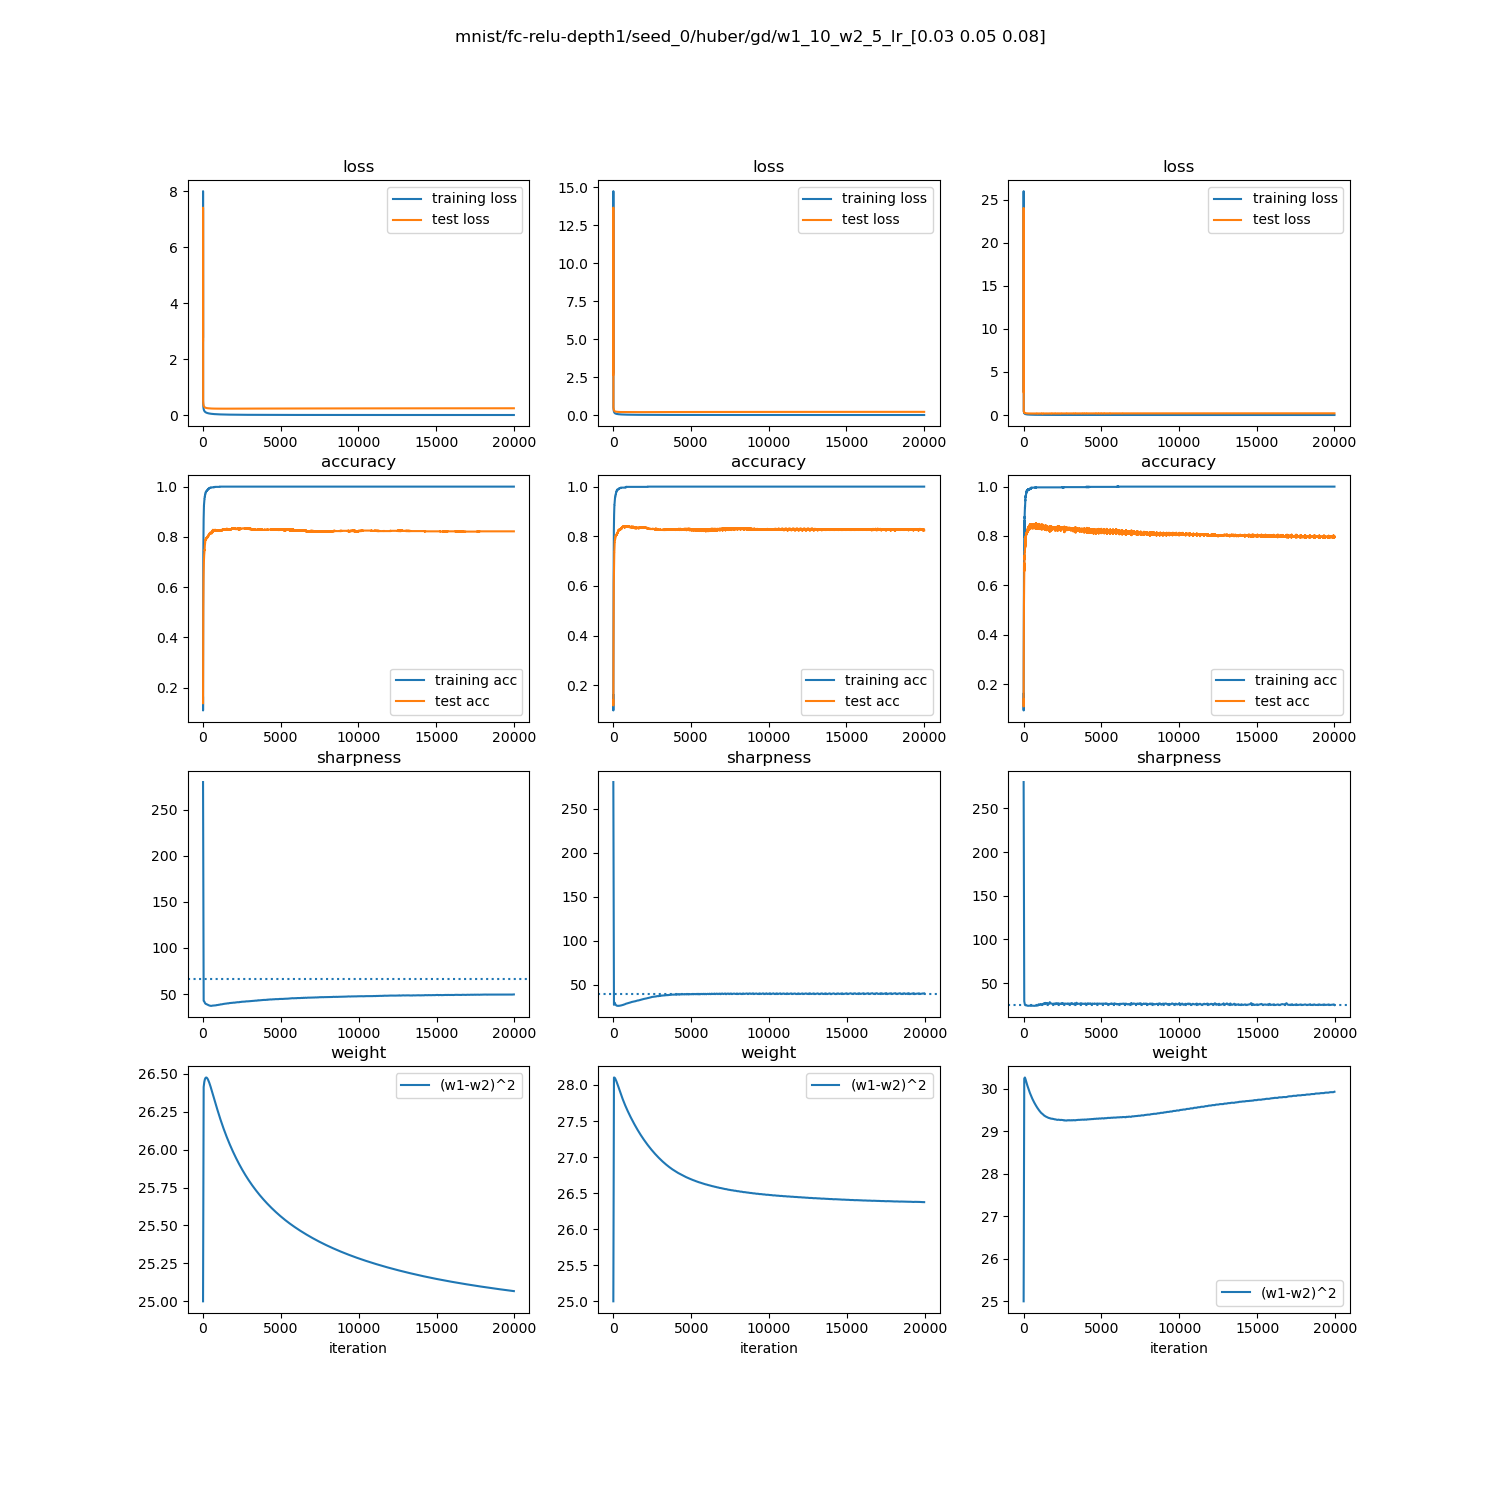 mnist/fc-relu-depth1/seed_0/huber/gd/w1_10_w2_5_lr_[0.03 0.05 0.08]
loss loss loss
training loss
test loss
training loss
test loss
training loss
test loss
8
6
4
2
0
15.0
12.5
10.0
7.5
5.0
2.5
0.0
25
20
15
10
5
0
0 5000 10000 15000 20000
0 5000 10000 15000 20000
0 5000 10000 15000 20000
accuracy accuracy accuracy
1.0
0.8
0.6
0.4
0.2
1.0
0.8
0.6
0.4
0.2
1.0
0.8
0.6
0.4
0.2
training acc
test acc
training acc
test acc
training acc
test acc
0 5000 10000 15000 20000
0 5000 10000 15000 20000
0 5000 10000 15000 20000
sharpness sharpness sharpness
250
200
150
100
50
250
200
150
100
50
250
200
150
100
50
0 5000 10000 15000 20000
0 5000 10000 15000 20000
0 5000 10000 15000 20000
weight weight weight
(w1-w2)^2
(w1-w2)^2
(w1-w2)^2
26.50
26.25
26.00
25.75
25.50
25.25
25.00
28.0
27.5
27.0
26.5
26.0
25.5
25.0
30
29
28
27
26
25
0 5000 10000 15000 20000
0 5000 10000 15000 20000
0 5000 10000 15000 20000
iteration iteration iteration